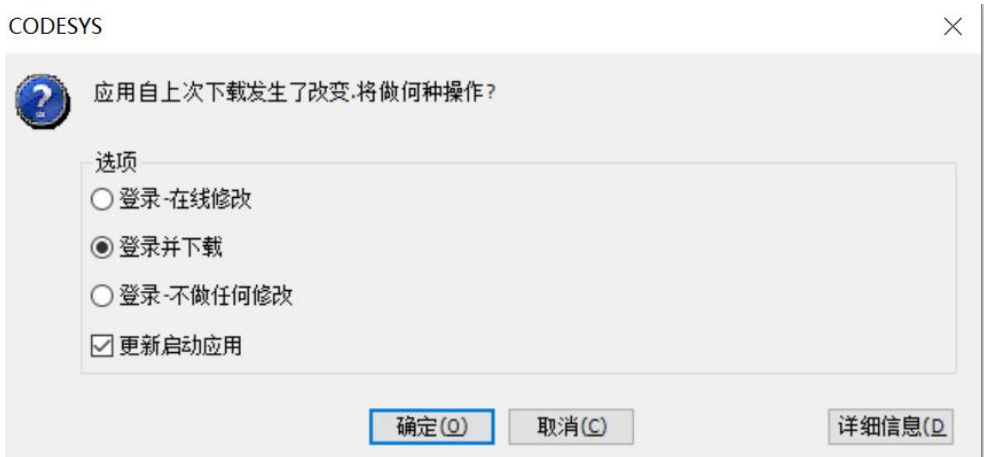 CODESYS
应用自上次下载发生了改变.将做何种操作?
选项
登录-在线修改
登录并下载
登录-不做任何修改
更新启动应用
确定(O) 取消(C) 详细信息(D